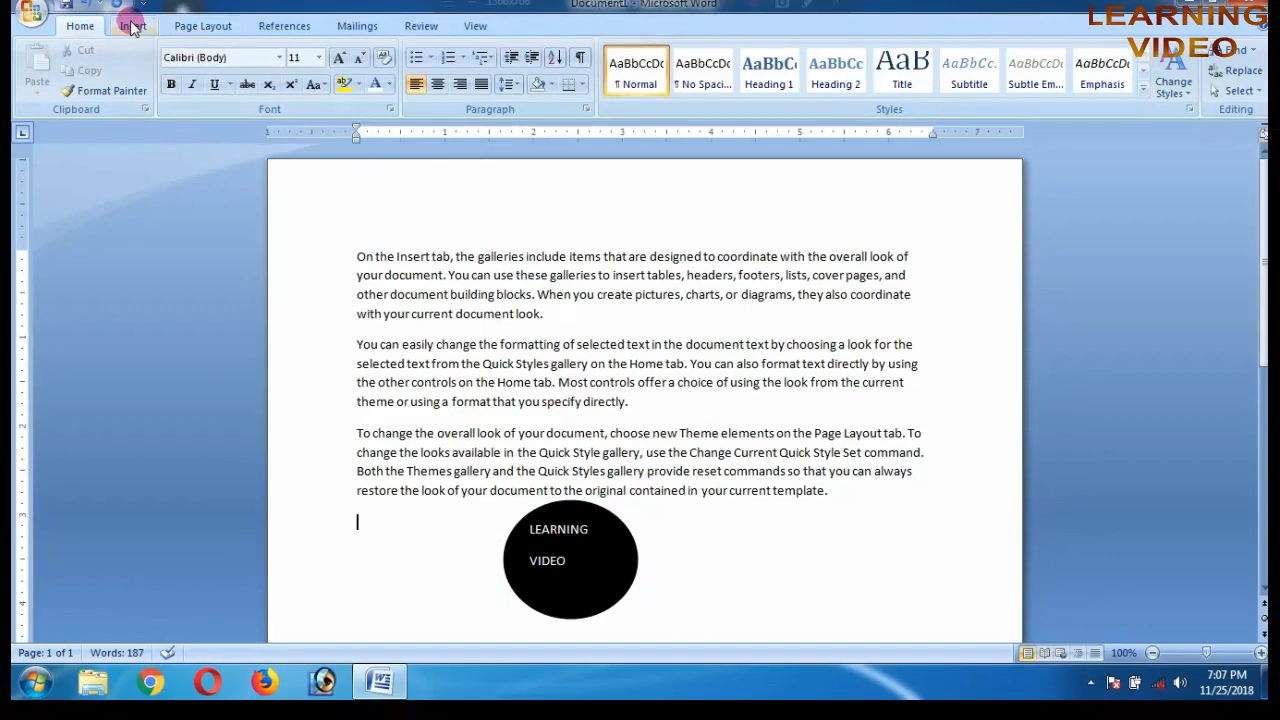 Document1 - Microsoft Word
LEARNING
VIDEO
Home Insert Page Layout References Mailings Review View
Paste
Cut
Copy
Format Painter
Clipboard
Calibri (Body) 11
Font
Paragraph
AaBbCcDc AaBbCcDc AaBbC AaBbCc AaB AaBbCc. AaBbCcDc AaBbCcDc
¶ Normal ¶ No Spaci... Heading 1 Heading 2 Title Subtitle Subtle Em... Emphasis
Change
Styles
Styles
Find
Replace
Select
Editing
On the Insert tab, the galleries include items that are designed to coordinate with the overall look of
your document. You can use these galleries to insert tables, headers, footers, lists, cover pages, and
other document building blocks. When you create pictures, charts, or diagrams, they also coordinate
with your current document look.
You can easily change the formatting of selected text in the document text by choosing a look for the
selected text from the Quick Styles gallery on the Home tab. You can also format text directly by using
the other controls on the Home tab. Most controls offer a choice of using the look from the current
theme or using a format that you specify directly.
To change the overall look of your document, choose new Theme elements on the Page Layout tab. To
change the looks available in the Quick Style gallery, use the Change Current Quick Style Set command.
Both the Themes gallery and the Quick Styles gallery provide reset commands so that you can always
restore the look of your document to the original contained in your current template.
LEARNING
VIDEO
Page: 1 of 1 Words: 187 100%
7:07 PM
11/25/2018